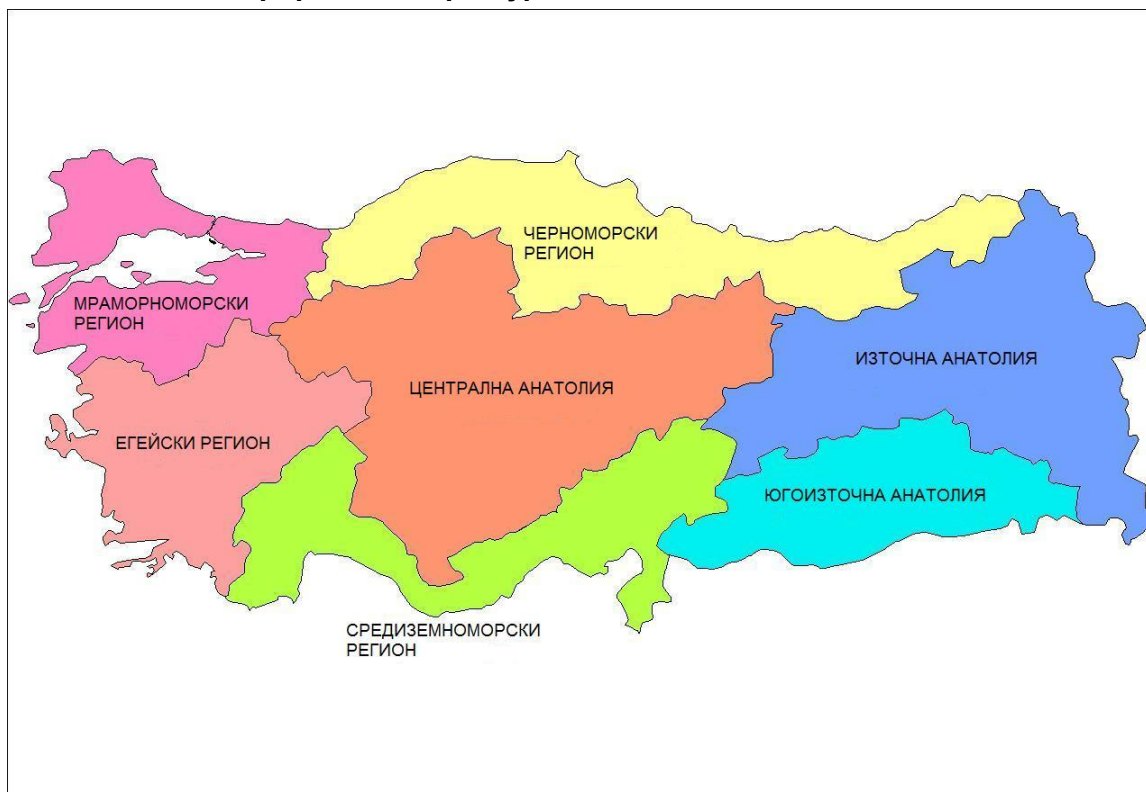 ЧЕРНОМОРСКИ
РЕГИОН
МРАМОРНОМОРСКИ
РЕГИОН
ИЗТОЧНА АНАТОЛИЯ
ЦЕНТРАЛНА АНАТОЛИЯ
ЕГЕЙСКИ РЕГИОН
ЮГОИЗТОЧНА АНАТОЛИЯ
СРЕДИЗЕМНОМОРСКИ
РЕГИОН